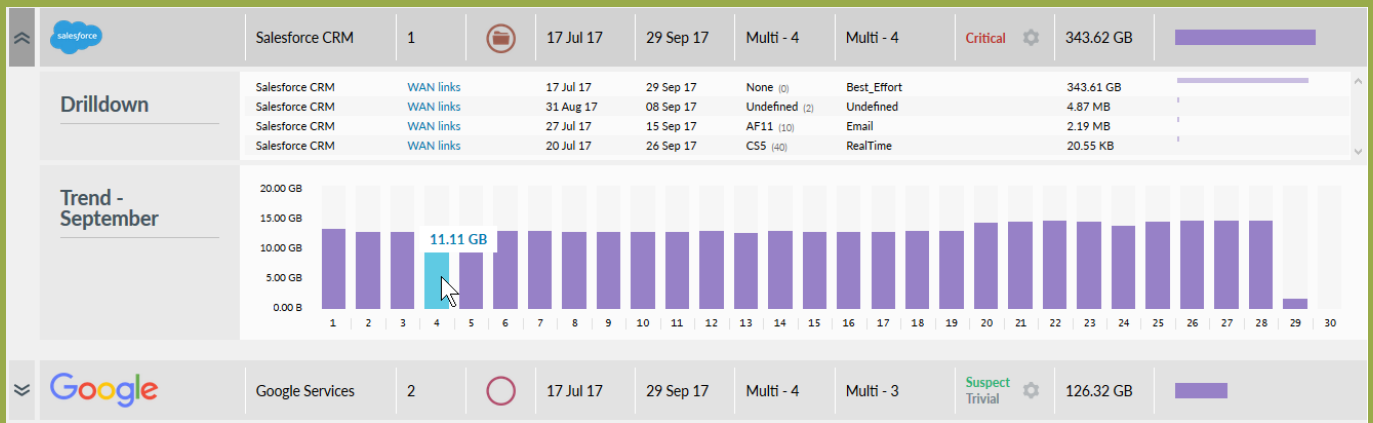 salesforce Salesforce CRM 1 17 Jul 17 29 Sep 17 Multi - 4 Multi - 4 Critical 343.62 GB
Drilldown
Salesforce CRM WAN links 17 Jul 17 29 Sep 17 None (0) Best_Effort 343.61 GB
Salesforce CRM WAN links 31 Aug 17 08 Sep 17 Undefined (2) Undefined 4.87 MB
Salesforce CRM WAN links 27 Jul 17 15 Sep 17 AF11 (10) Email 2.19 MB
Salesforce CRM WAN links 20 Jul 17 26 Sep 17 CS5 (40) RealTime 20.55 KB
Trend -
September
20.00 GB
15.00 GB
10.00 GB
5.00 GB
0.00 B
11.11 GB
1 2 3 4 5 6 7 8 9 10 11 12 13 14 15 16 17 18 19 20 21 22 23 24 25 26 27 28 29 30
Google Google Services 2 17 Jul 17 29 Sep 17 Multi - 4 Multi - 3 Suspect 126.32 GB
Trivial